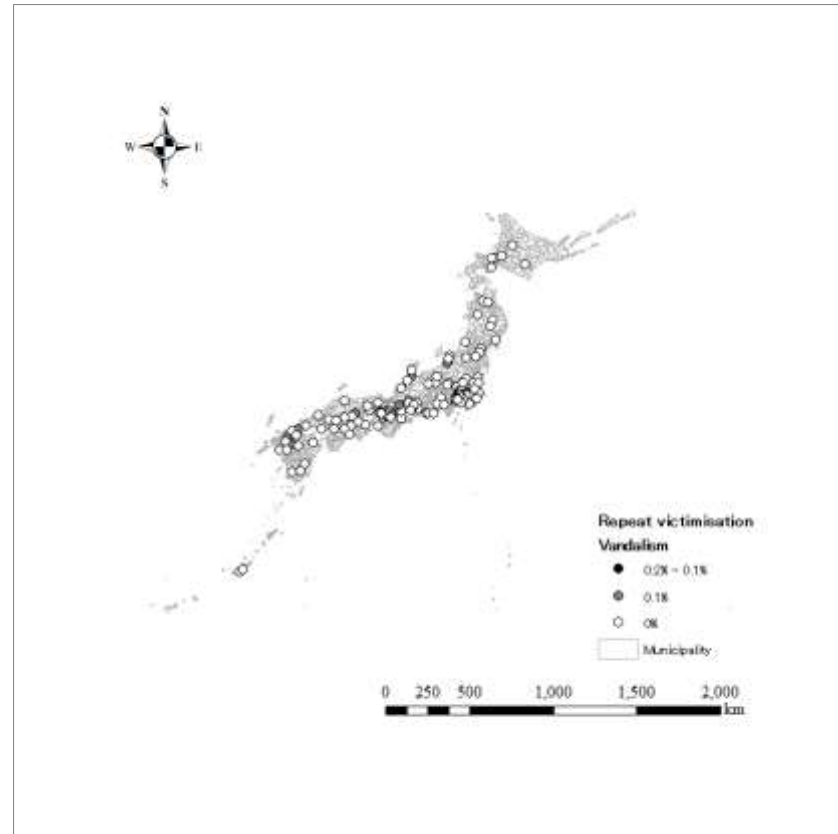 N
W E
S
Repeat victimisation
Vandalism
0.2% - 0.1%
0.1%
0%
Municipality
0 250 500 1,000 1,500 2,000
km